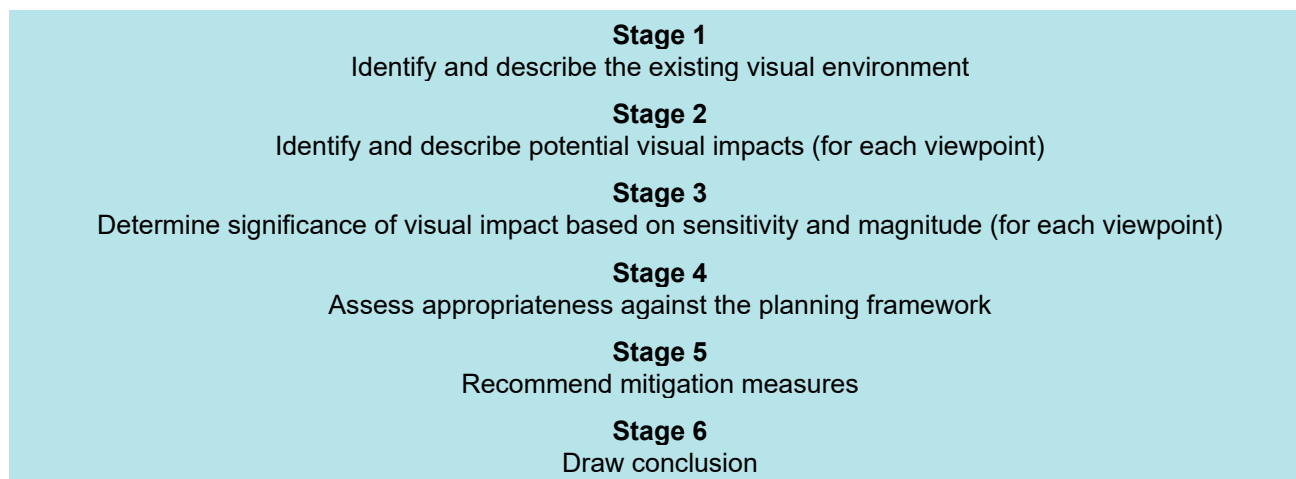 Stage 1
Identify and describe the existing visual environment
Stage 2
Identify and describe potential visual impacts (for each viewpoint)
Stage 3
Determine significance of visual impact based on sensitivity and magnitude (for each viewpoint)
Stage 4
Assess appropriateness against the planning framework
Stage 5
Recommend mitigation measures
Stage 6
Draw conclusion